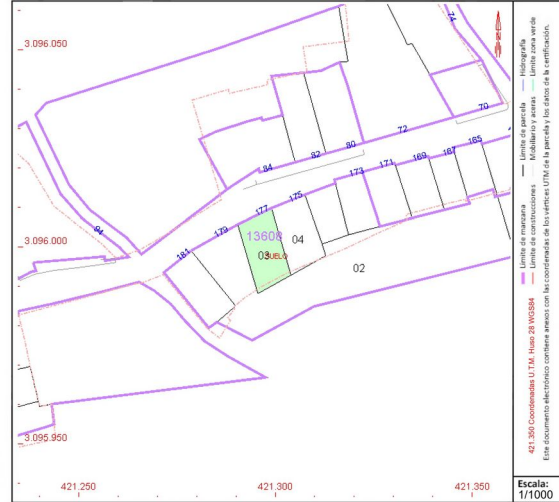 3.096.050
74
70
72
80
82
84
165
167
169
171
173
175
177
179
181
94
3.096.000
13608
04
03
SUELO
02
3.095.950
421.250
421.300
421.350
421.350 Coordenadas U.T.M. Huso 28 WGS84
Límite de manzana
Límite de parcela
Hidrografía
Límite de construcciones
Mobiliario y aceras
Límite zona verde
Este documento electrónico contiene anexos con las coordenadas de los vértices UTM de la parcela y los datos de la certificación.
Escala:
1/1000